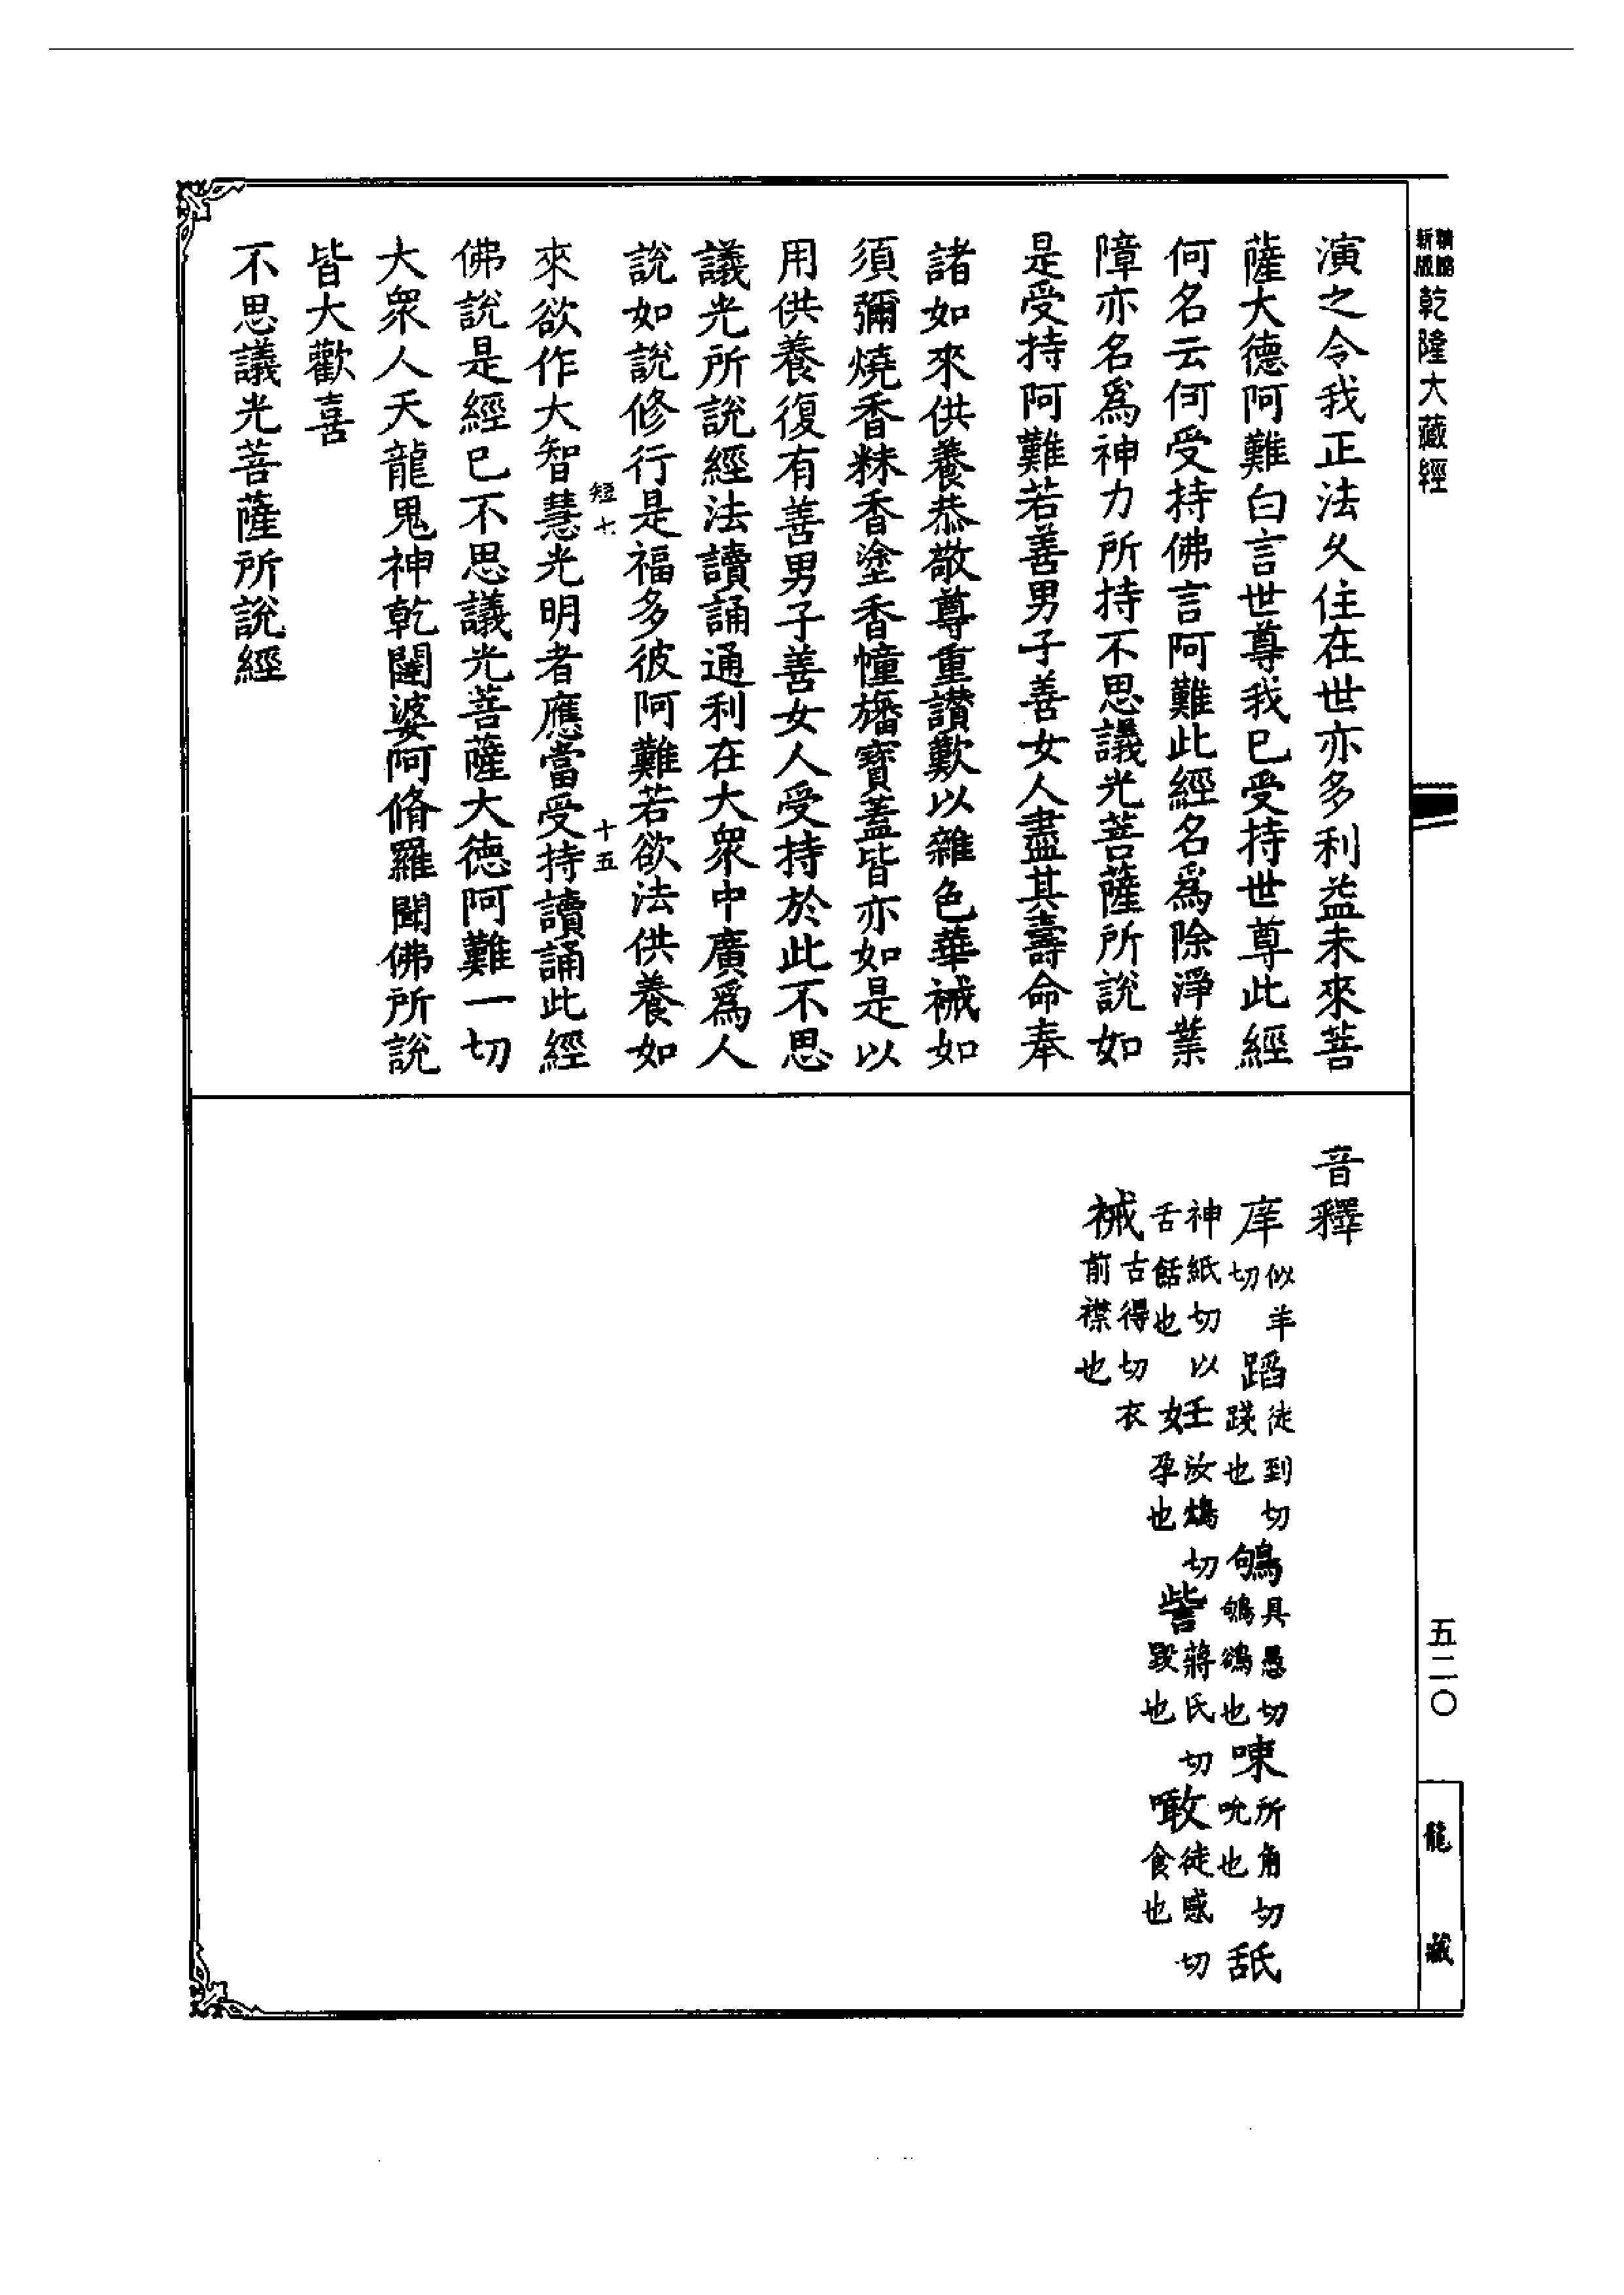 新版
乾隆大藏經
演之令我正法久住在世亦多利益未來菩
薩大德阿難白言世尊我已受持世尊此經
何名云何受持佛言阿難此經名爲除淨業
障亦名爲神力所持不思議光菩薩所說如
是受持阿難若善男子善女人盡其壽命奉
諸如來供養恭敬尊重讃歎以雜色華祴如
須彌燒香粖香塗香幢旛寶蓋皆亦如是以
用供養復有善男子善女人受持於此不思
議光所說經法讀誦通利在大衆中廣爲人
說如說修行是福多彼阿難若欲法供養如
短七 十五
來欲作大智慧光明者應當受持讀誦此經
佛說是經已不思議光菩薩大德阿難一切
大衆人天龍鬼神乾闥婆阿脩羅聞佛所說
皆大歡喜
不思議光菩薩所說經
音釋
庠似羊切 蹈徒到切踐也 鴝具愚切鴝鵒也 㖼所角切吮也 舐
神紙切以舌餂也 妊汝鴆切孕也 訾蔣氏切毀也 噉徒感切食也
祴古得切衣前襟也
五二〇
龍藏